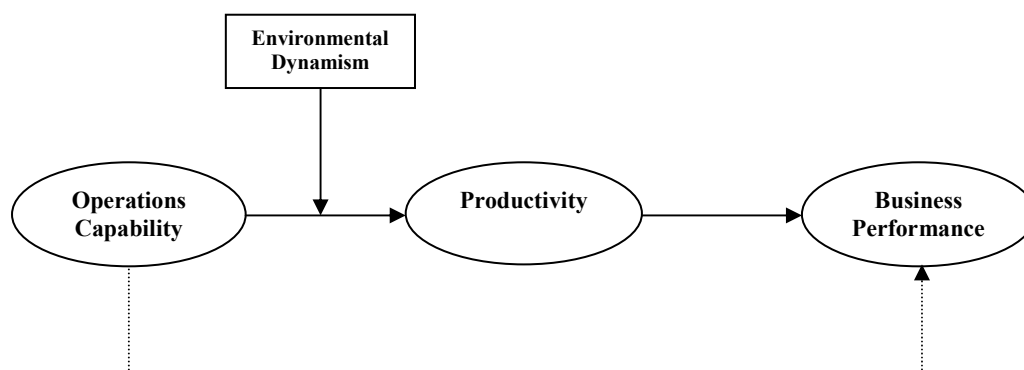 Environmental
Dynamism
Operations
Capability
Productivity
Business
Performance